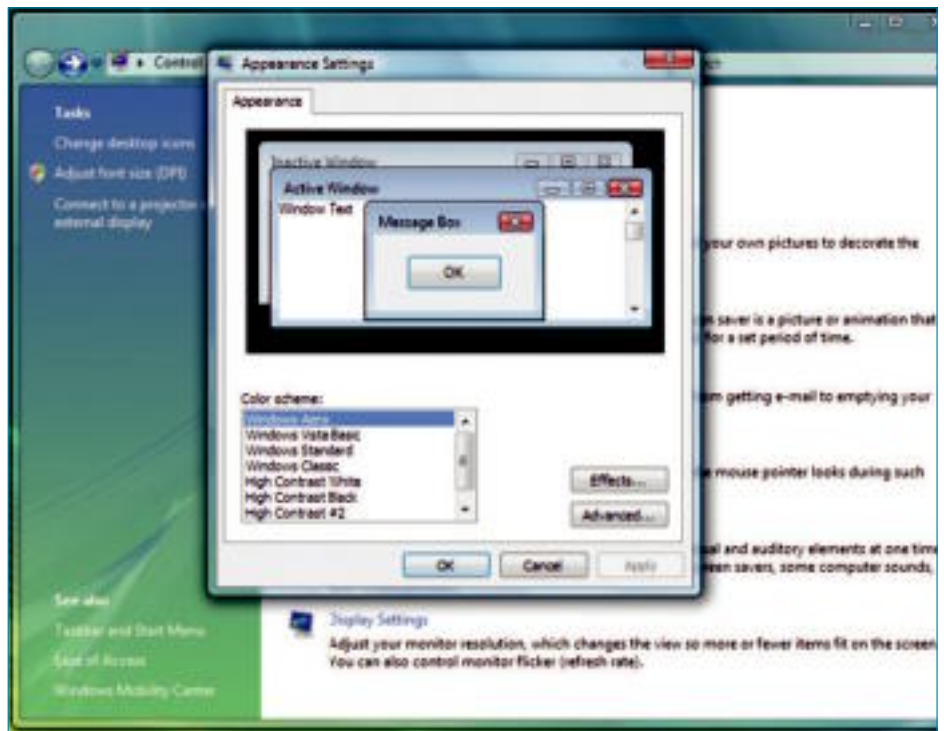 Control
Appearance Settings
Tasks
Change desktop icons
Adjust font size (DPI)
Connect to a projector
external display
Appearance
Inactive Window
Active Window
Window Text
Message Box
OK
your own pictures to decorate the
saver is a picture or animation that
for a set period of time.
getting e-mail to emptying your
mouse pointer looks during such
and auditory elements at one time
savers, some computer sounds,
Color scheme:
Windows Aero
Windows Vista Basic
Windows Standard
Windows Classic
High Contrast White
High Contrast Black
High Contrast #2
Effects...
Advanced...
OK
Cancel
Apply
See also
Taskbar and Start Menu
Ease of Access
Windows Mobility Center
Display Settings
Adjust your monitor resolution, which changes the view so more or fewer items fit on the screen
You can also control monitor flicker (refresh rate).